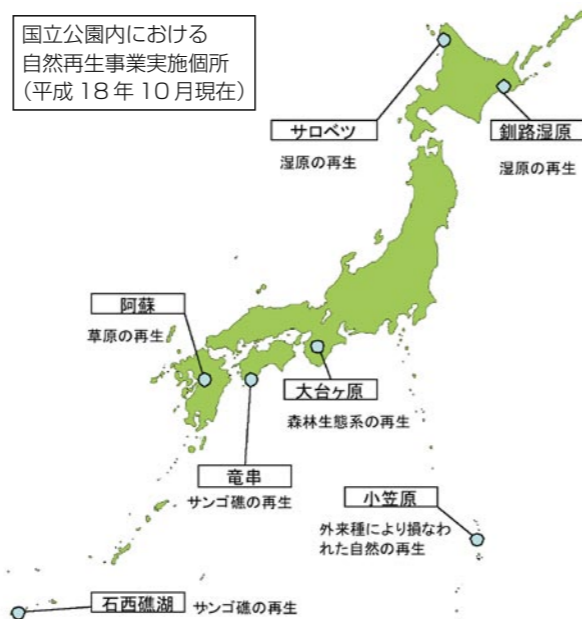 国立公園内における
自然再生事業実施個所
（平成 18 年 10 月現在）
サロベツ
湿原の再生
釧路湿原
湿原の再生
阿蘇
草原の再生
大台ヶ原
森林生態系の再生
竜串
サンゴ礁の再生
小笠原
外来種により損なわ
れた自然の再生
石西礁湖
サンゴ礁の再生